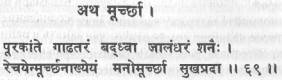 अथ मूर्च्छा ।
पूरकांते गाढतरं बद्ध्वा जालंधरं शनैः ।
रेचयेन्मूर्च्छनाख्येयं मनोमूर्च्छा सुखप्रदा ॥ ६९ ॥